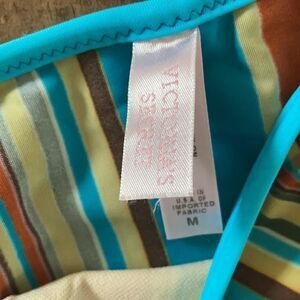 VICTORIA'S
SECRET
IN
U.S.A. OF
IMPORTED
FABRIC
M